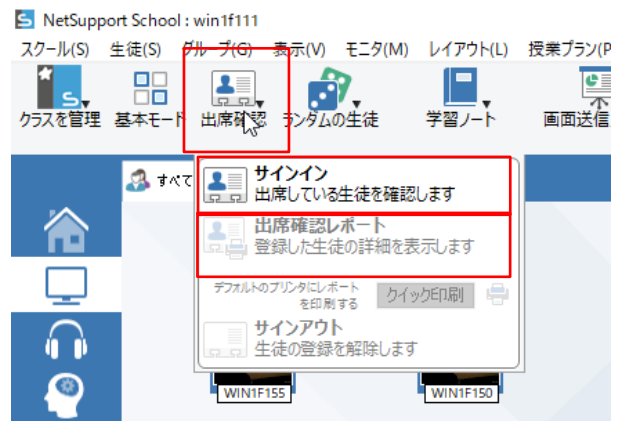 NetSupport School : win1f111
スクール(S) 生徒(S) グループ(G) 表示(V) モニタ(M) レイアウト(L) 授業プラン(P
クラスを管理 基本モード 出席確認 ランダムの生徒 学習ノート 画面送信
すべて
サインイン
出席している生徒を確認します
出席確認レポート
登録した生徒の詳細を表示します
デフォルトのプリンタにレポート
を印刷する
クイック印刷
サインアウト
生徒の登録を解除します
WIN1F155 WIN1F150